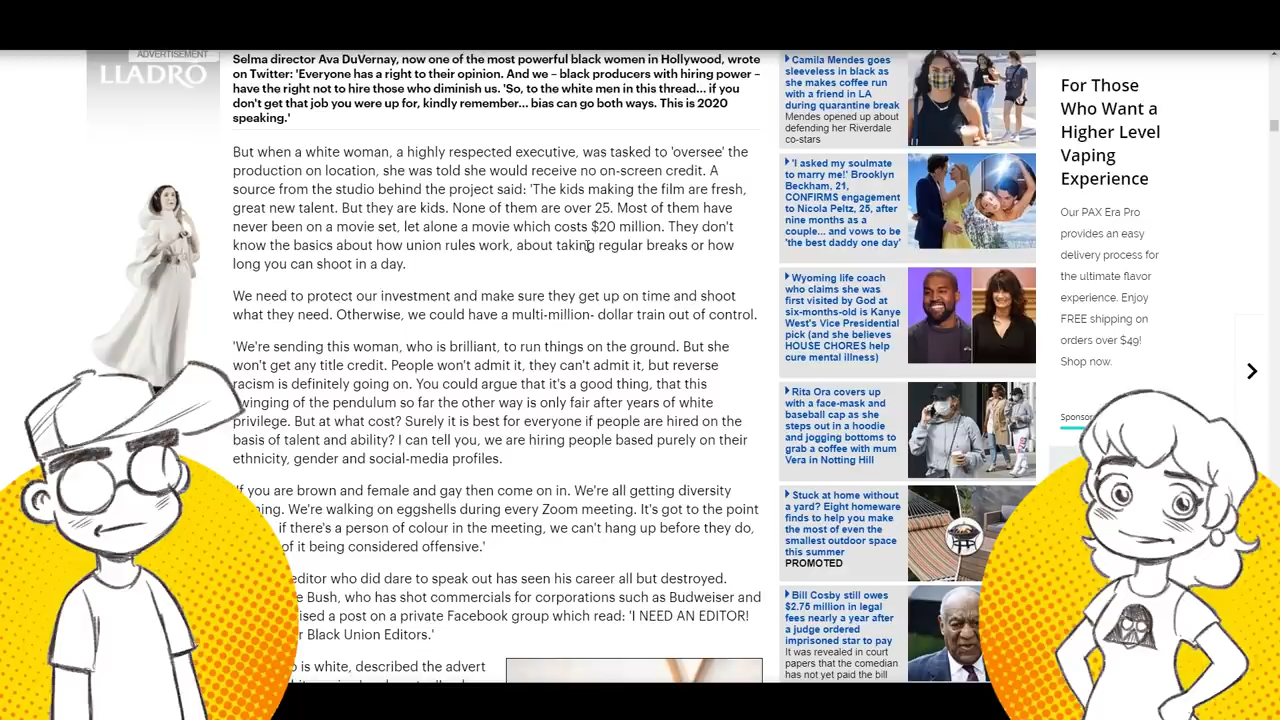 ADVERTISEMENT
LLADRÓ
Selma director Ava DuVernay, now one of the most powerful black women in Hollywood, wrote
on Twitter: 'Everyone has a right to their opinion. And we – black producers with hiring power –
have the right not to hire those who diminish us. 'So, to the white men in this thread... if you
don't get that job you were up for, kindly remember... bias can go both ways. This is 2020
speaking.'
But when a white woman, a highly respected executive, was tasked to 'oversee' the
production on location, she was told she would receive no on-screen credit. A
source from the studio behind the project said: 'The kids making the film are fresh,
great new talent. But they are kids. None of them are over 25. Most of them have
never been on a movie set, let alone a movie which costs $20 million. They don't
know the basics about how union rules work, about taking regular breaks or how
long you can shoot in a day.
We need to protect our investment and make sure they get up on time and shoot
what they need. Otherwise, we could have a multi-million- dollar train out of control.
'We're sending this woman, who is brilliant, to run things on the ground. But she
won't get any title credit. People won't admit it, they can't admit it, but reverse
racism is definitely going on. You could argue that it's a good thing, that this
winging of the pendulum so far the other way is only fair after years of white
privilege. But at what cost? Surely it is best for everyone if people are hired on the
basis of talent and ability? I can tell you, we are hiring people based purely on their
ethnicity, gender and social-media profiles.
'If you are brown and female and gay then come on in. We're all getting diversity
ning. We're walking on eggshells during every Zoom meeting. It's got to the point
if there's a person of colour in the meeting, we can't hang up before they do,
of it being considered offensive.'
editor who did dare to speak out has seen his career all but destroyed.
e Bush, who has shot commercials for corporations such as Budweiser and
ised a post on a private Facebook group which read: 'I NEED AN EDITOR!
r Black Union Editors.'
o is white, described the advert
Camila Mendes goes
sleeveless in black as
she makes coffee run
with a friend in LA
during quarantine break
Mendes opened up about
defending her Riverdale
co-stars
'I asked my soulmate
to marry me!' Brooklyn
Beckham, 21,
CONFIRMS engagement
to Nicola Peltz, 25, after
nine months as a
couple... and vows to be
'the best daddy one day'
Wyoming life coach
who claims she was
first visited by God at
six-months-old is Kanye
West's Vice Presidential
pick (and she believes
HOUSE CHORES help
cure mental illness)
Rita Ora covers up
with a face-mask and
baseball cap as she
steps out in a hoodie
and jogging bottoms to
grab a coffee with mum
Vera in Notting Hill
Stuck at home without
a yard? Eight homeware
finds to help you make
the most of even the
smallest outdoor space
this summer
PROMOTED
Bill Cosby still owes
$2.75 million in legal
fees nearly a year after
a judge ordered
imprisoned star to pay
It was revealed in court
papers that the comedian
has not yet paid the bill
For Those
Who Want a
Higher Level
Vaping
Experience
Our PAX Era Pro
provides an easy
delivery process for
the ultimate flavor
experience. Enjoy
FREE shipping on
orders over $49!
Shop now.
Sponsor